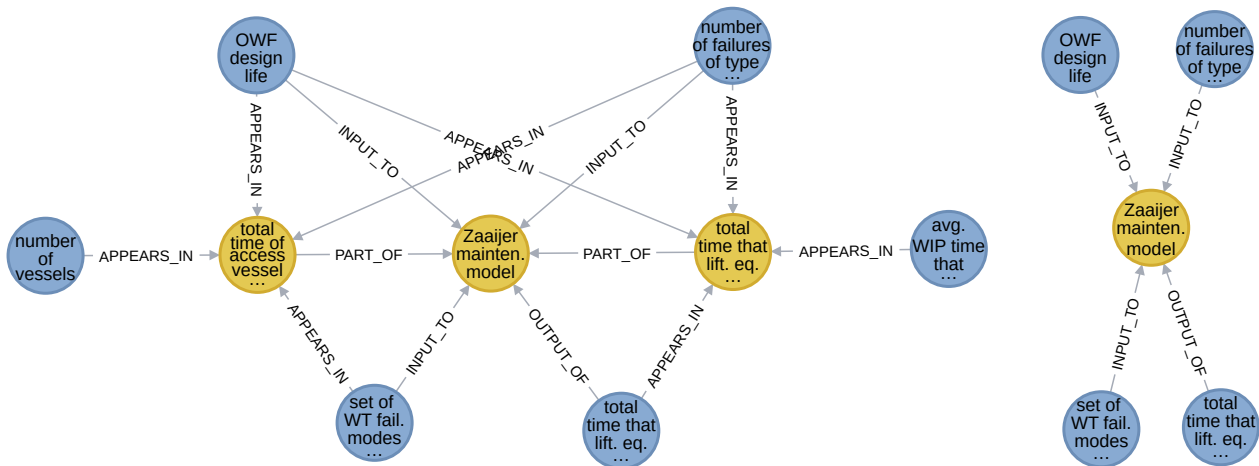 OWF
design
life
number
of failures
of type
...
APPEARS_IN
INPUT_TO
APPEARS_IN
APPEARS_IN
INPUT_TO
APPEARS_IN
number
of
vessels
APPEARS_IN
total
time of
access
vessel
...
PART_OF
Zaaijer
mainten.
model
PART_OF
total
time that
lift. eq.
...
APPEARS_IN
avg.
WIP time
that
...
APPEARS_IN
INPUT_TO
OUTPUT_OF
APPEARS_IN
set of
WT fail.
modes
...
total
time that
lift. eq.
...
OWF
design
life
number
of failures
of type
...
INPUT_TO
INPUT_TO
Zaaijer
mainten.
model
INPUT_TO
OUTPUT_OF
set of
WT fail.
modes
...
total
time that
lift. eq.
...